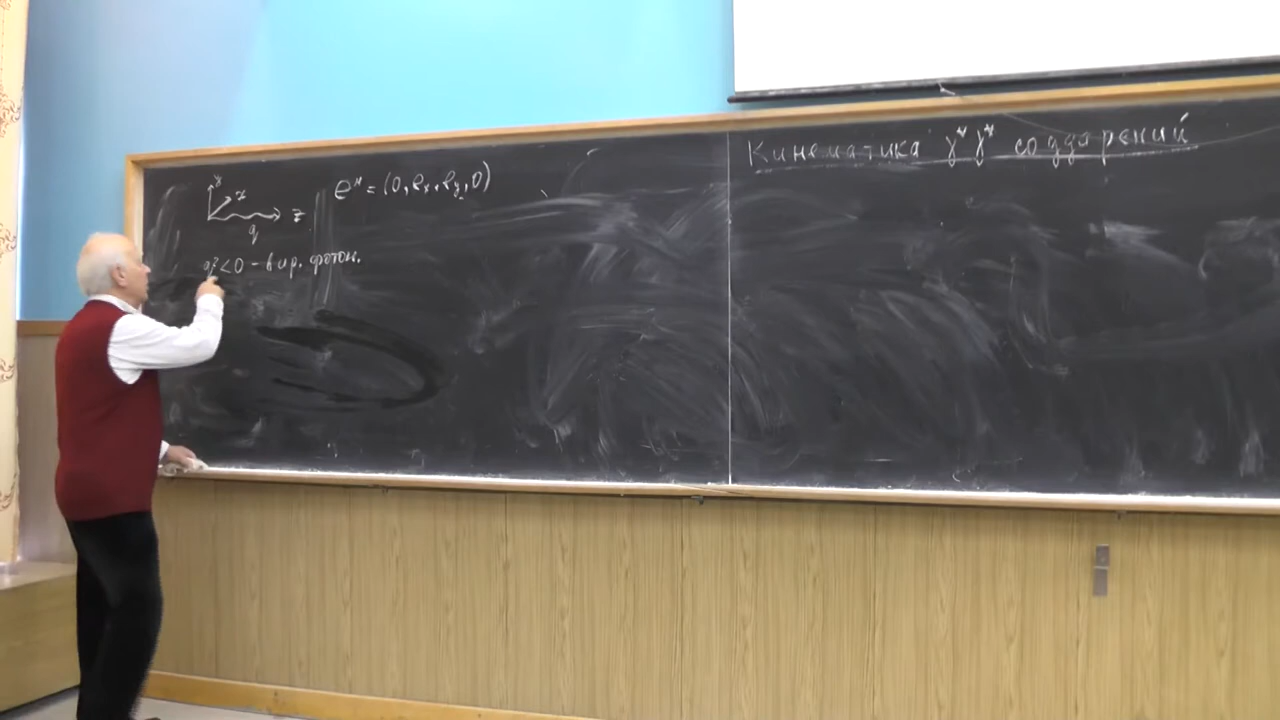 z
q
e^μ = (0, e_x, e_y, 0)
q² < 0 – вир. фотон.
Кинематика γ* γ* соударений